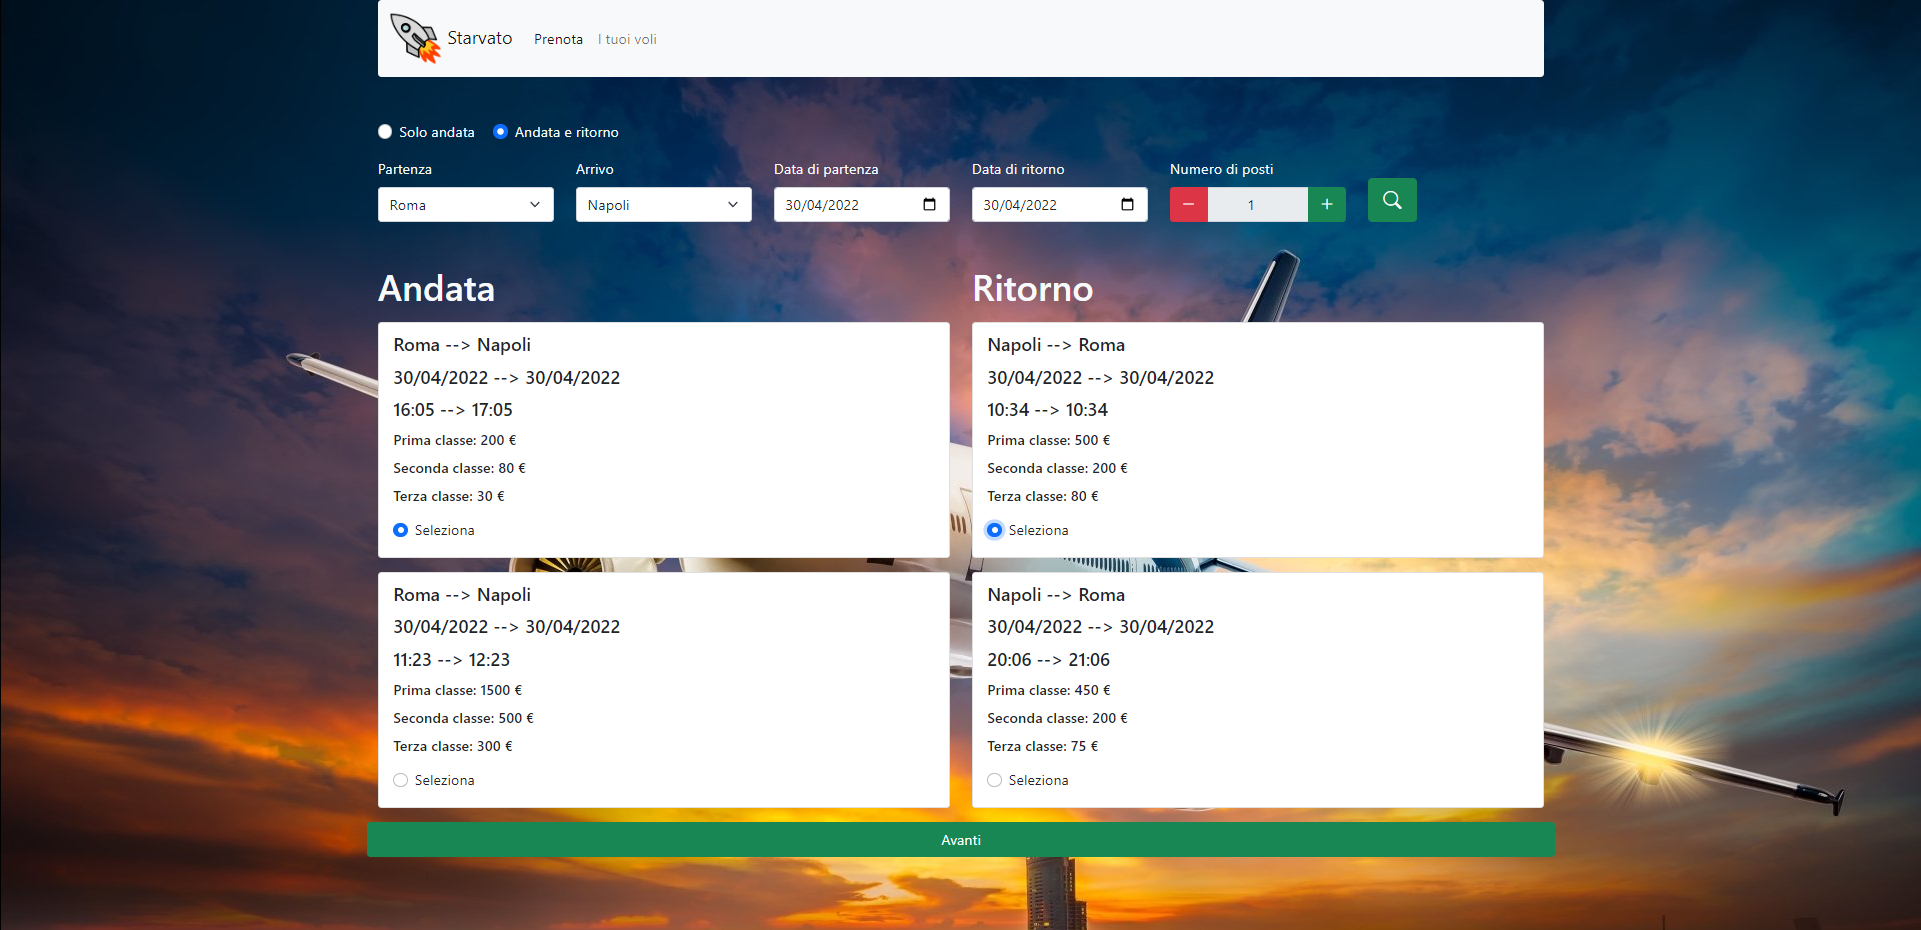 Starvato Prenota I tuoi voli
Solo andata Andata e ritorno
Partenza Arrivo Data di partenza Data di ritorno Numero di posti
Roma Napoli 30/04/2022 30/04/2022 − 1 +
Andata
Roma --> Napoli
30/04/2022 --> 30/04/2022
16:05 --> 17:05
Prima classe: 200 €
Seconda classe: 80 €
Terza classe: 30 €
Seleziona
Roma --> Napoli
30/04/2022 --> 30/04/2022
11:23 --> 12:23
Prima classe: 1500 €
Seconda classe: 500 €
Terza classe: 300 €
Seleziona
Ritorno
Napoli --> Roma
30/04/2022 --> 30/04/2022
10:34 --> 10:34
Prima classe: 500 €
Seconda classe: 200 €
Terza classe: 80 €
Seleziona
Napoli --> Roma
30/04/2022 --> 30/04/2022
20:06 --> 21:06
Prima classe: 450 €
Seconda classe: 200 €
Terza classe: 75 €
Seleziona
Avanti